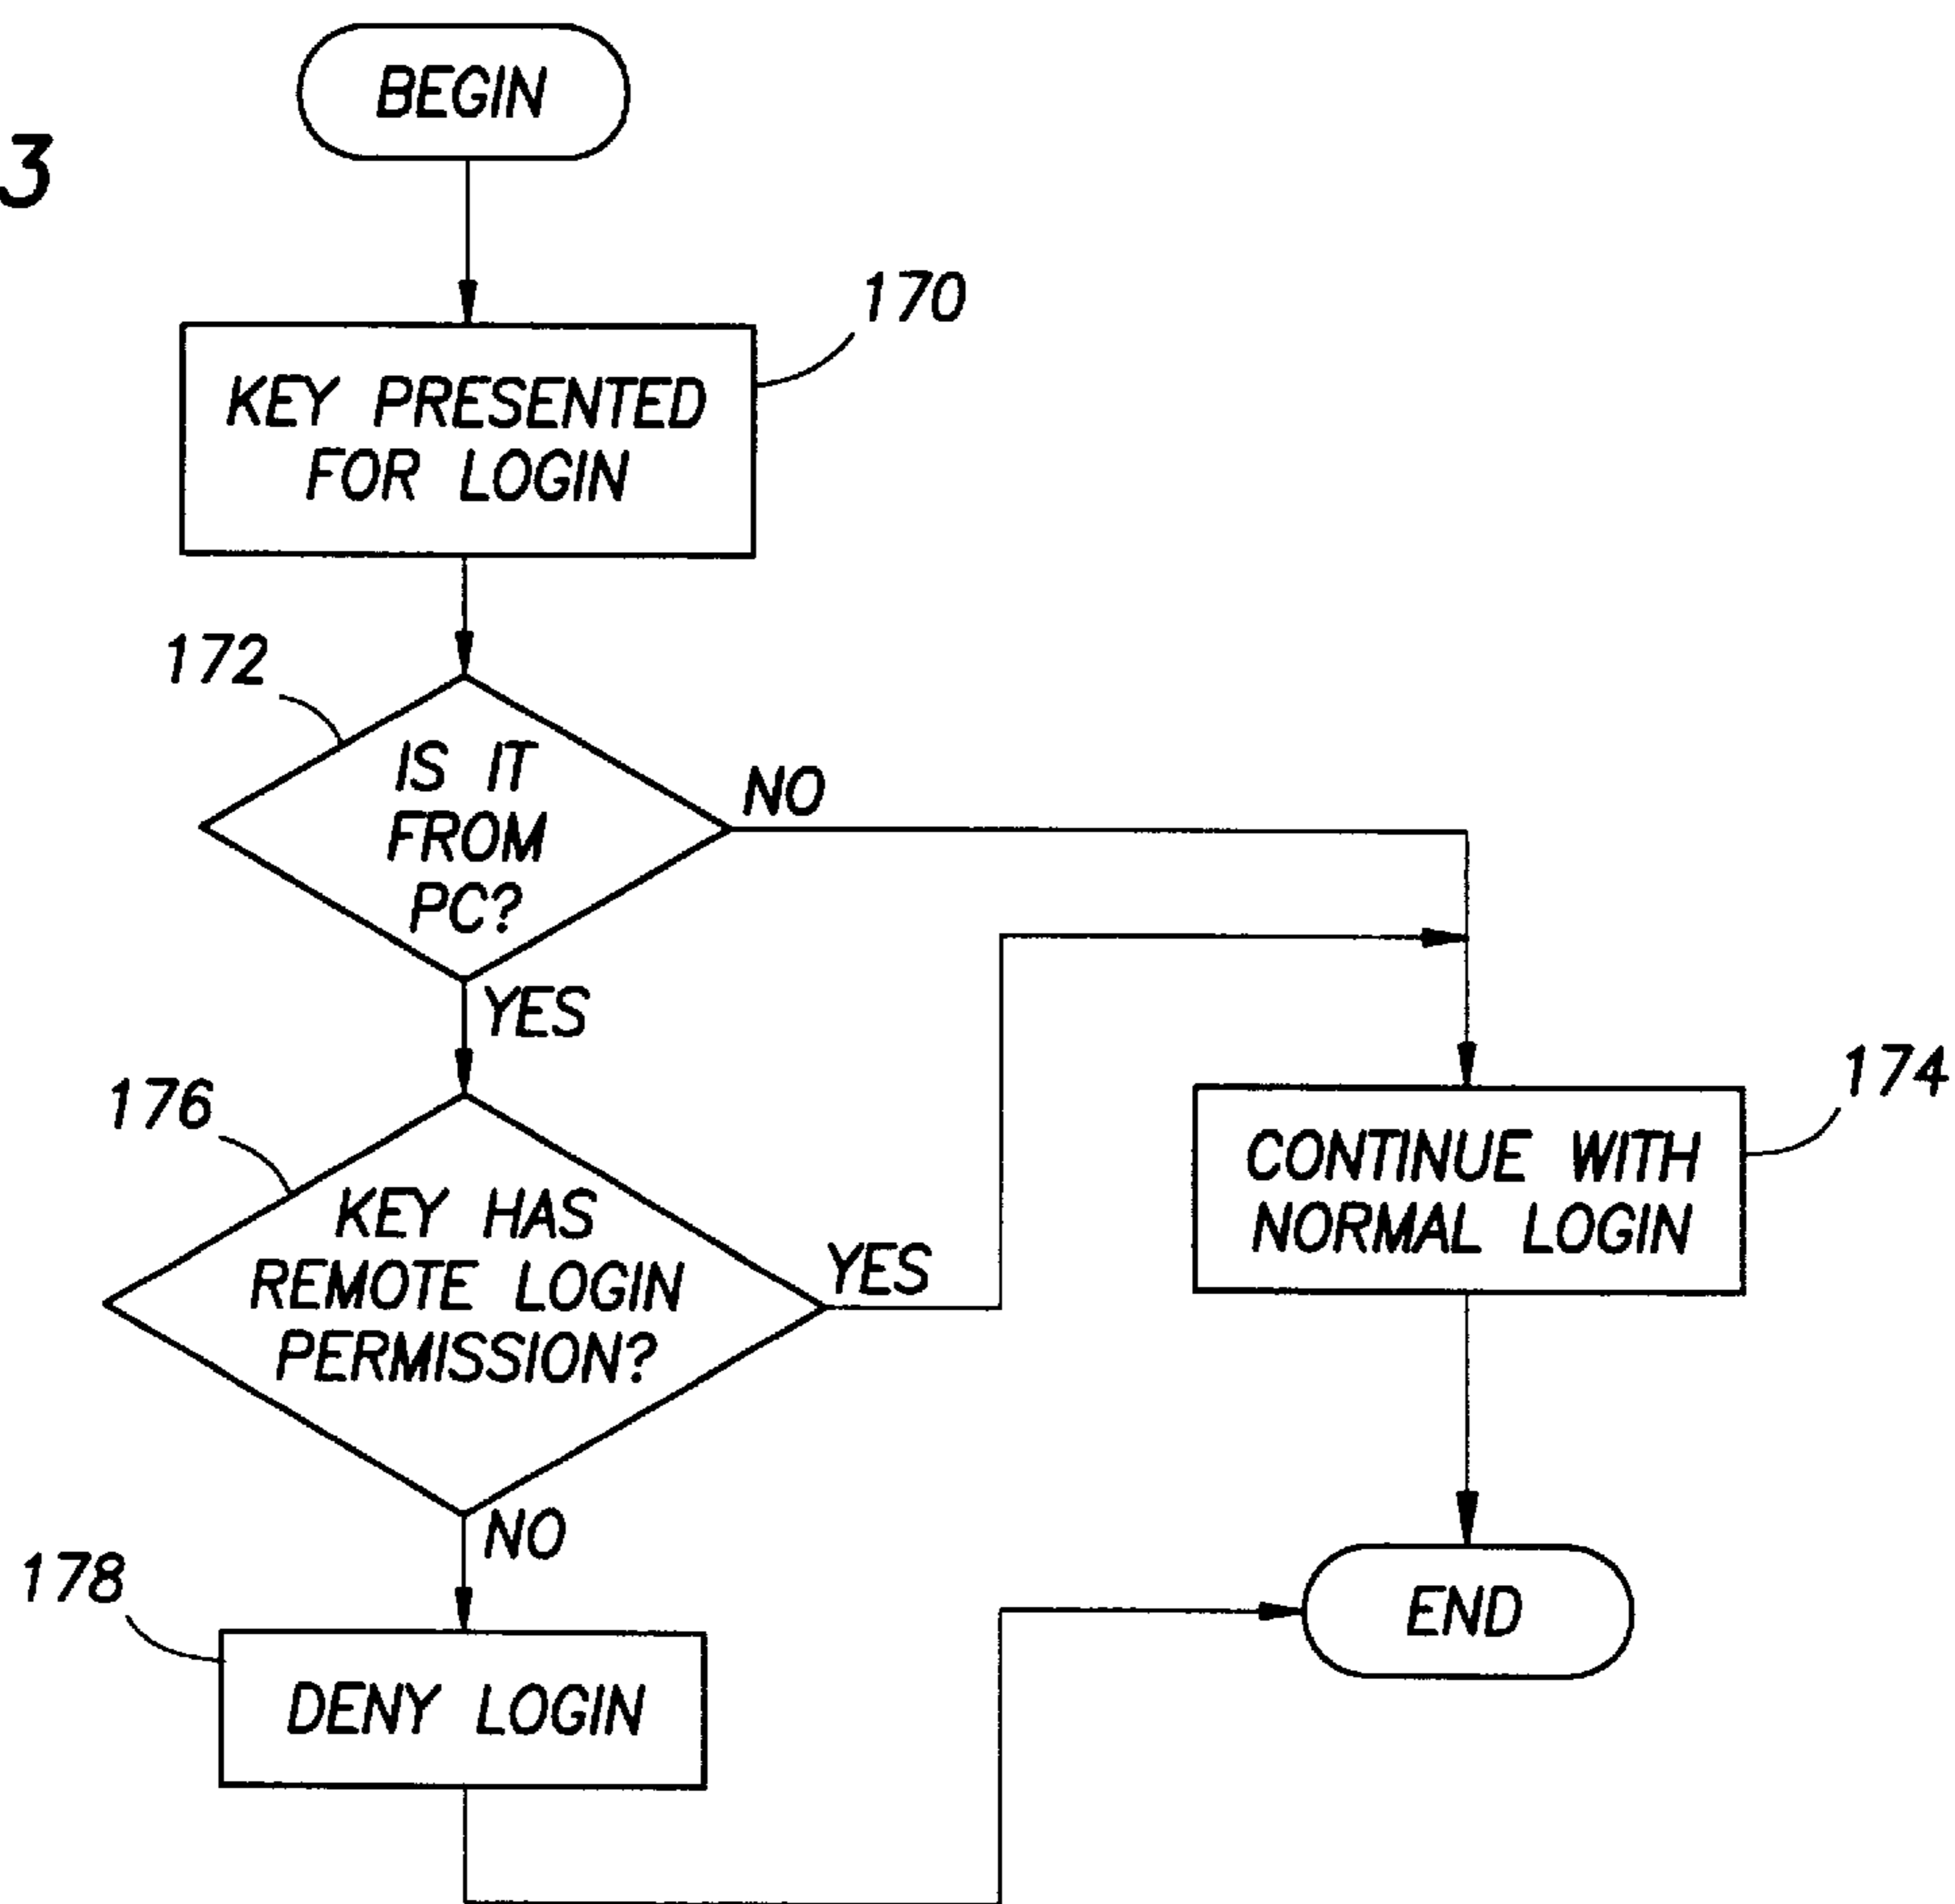 3
BEGIN
170
KEY PRESENTED
FOR LOGIN
172
IS IT
FROM
PC?
NO
YES
176
KEY HAS
REMOTE LOGIN
PERMISSION?
YES
174
CONTINUE WITH
NORMAL LOGIN
NO
178
DENY LOGIN
END